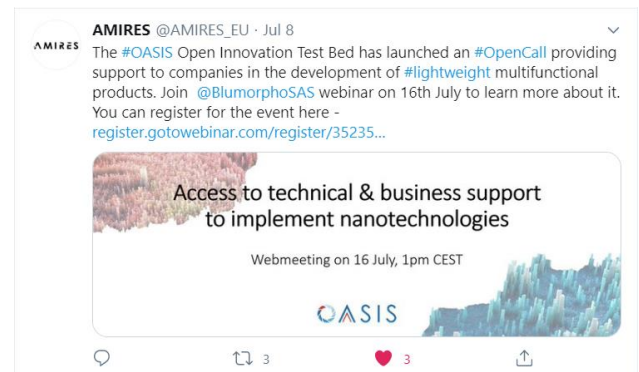 AMIRES @AMIRES_EU · Jul 8
AMIRES
The #OASIS Open Innovation Test Bed has launched an #OpenCall providing
support to companies in the development of #lightweight multifunctional
products. Join @BlumorphoSAS webinar on 16th July to learn more about it.
You can register for the event here -
register.gotowebinar.com/register/35235...
Access to technical & business support
to implement nanotechnologies
Webmeeting on 16 July, 1pm CEST
OASIS
3 3